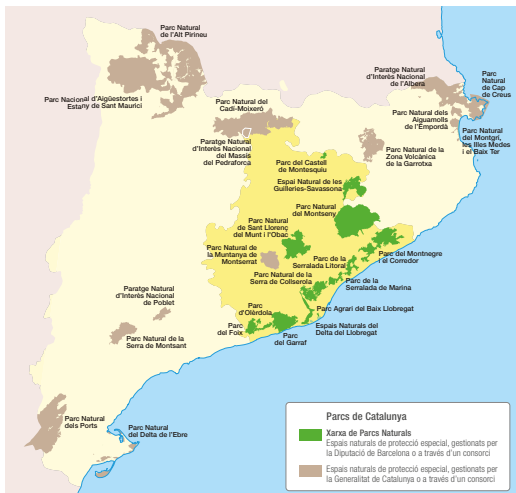 Parc Natural
de l'Alt Pirineu
Parc Nacional d'Aigüestortes i
Estany de Sant Maurici
Parc Natural del
Cadí-Moixeró
Paratge Natural
d'Interès Nacional
de l'Albera
Parc
Natural
de Cap
de Creus
Parc Natural dels
Aiguamolls
de l'Empordà
Parc Natural
del Montgrí,
les Illes Medes
i el Baix Ter
Paratge Natural
d'Interès Nacional
del Massís
del Pedraforca
Parc Natural de la
Zona Volcànica
de la Garrotxa
Parc del Castell
de Montesquiu
Espai Natural de les
Guilleries-Savassona
Parc Natural
del Montseny
Parc Natural
de Sant Llorenç
del Munt i l'Obac
Parc Natural de
la Muntanya de
Montserrat
Parc de la
Serralada Litoral
Parc del Montnegre
i el Corredor
Parc Natural de la
Serra de Collserola
Parc de la
Serralada de Marina
Paratge Natural
d'Interès Nacional
de Poblet
Parc
d'Olèrdola
Parc Agrari del Baix Llobregat
Parc
del Foix
Parc
del Garraf
Espais Naturals del
Delta del Llobregat
Parc Natural de la
Serra de Montsant
Parc Natural
dels Ports
Parc Natural
del Delta de l'Ebre
Parcs de Catalunya
Xarxa de Parcs Naturals
Espais naturals de protecció especial, gestionats per
la Diputació de Barcelona o a través d'un consorci
Espais naturals de protecció especial, gestionats per
la Generalitat de Catalunya o a través d'un consorci